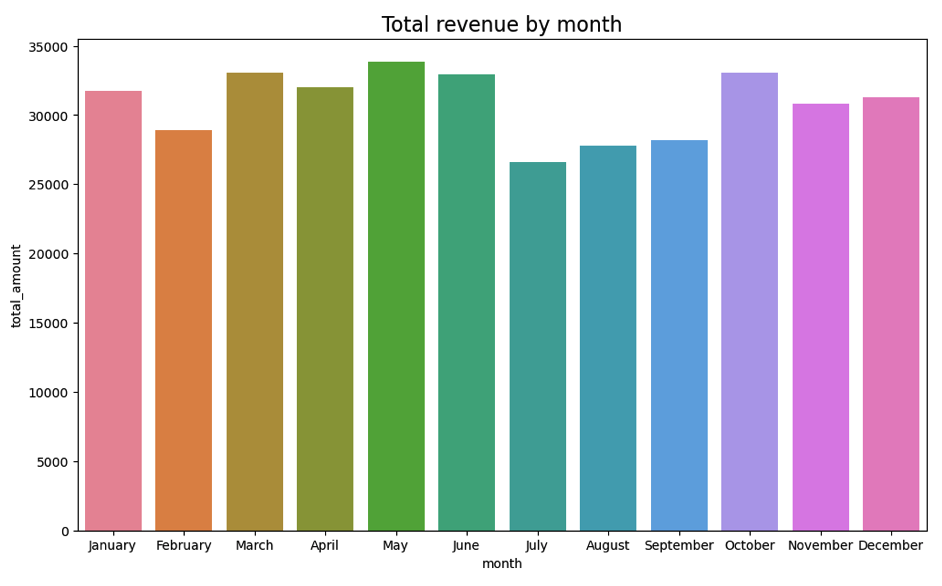 Total revenue by month
total_amount
35000
30000
25000
20000
15000
10000
5000
0
January February March April May June July August September October November December
month